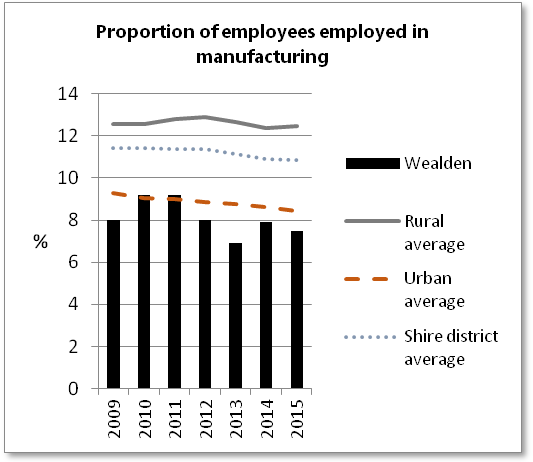 Proportion of employees employed in
manufacturing
14
12
10
8
6
4
2
0
%
2009
2010
2011
2012
2013
2014
2015
Wealden
Rural
average
Urban
average
Shire district
average